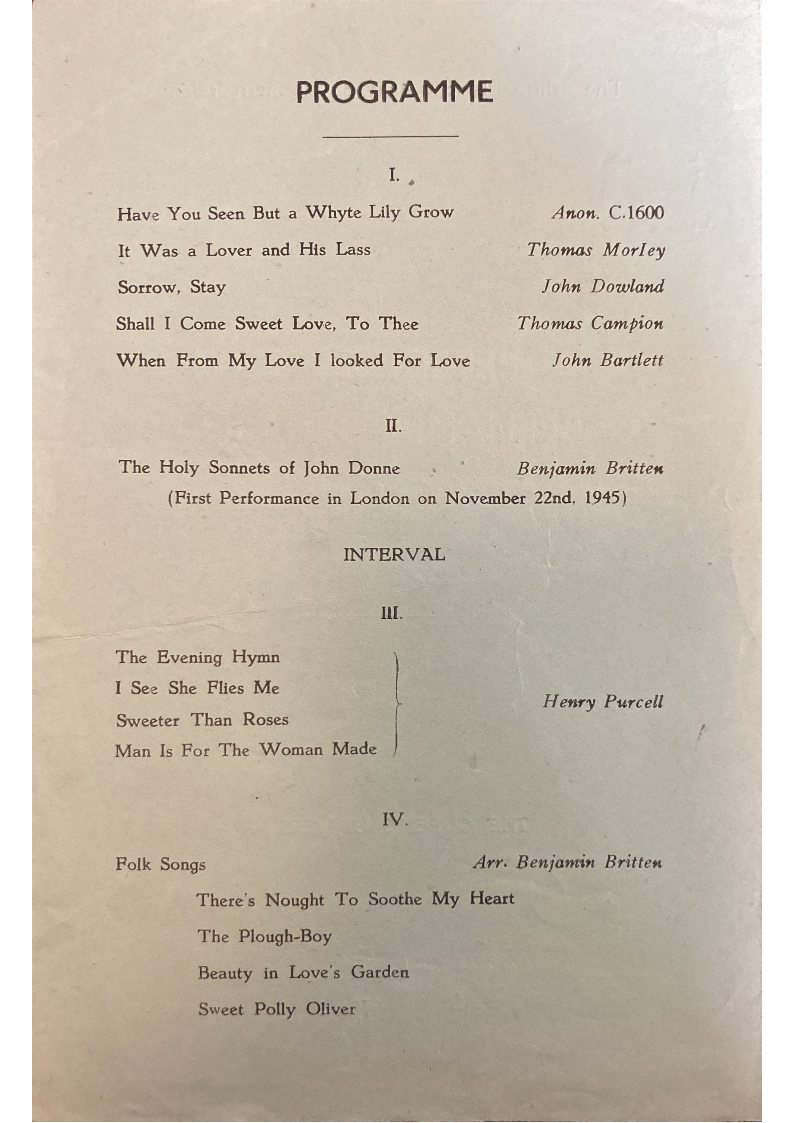 PROGRAMME
I.
Have You Seen But a Whyte Lily Grow Anon. C.1600
It Was a Lover and His Lass Thomas Morley
Sorrow, Stay John Dowland
Shall I Come Sweet Love, To Thee Thomas Campion
When From My Love I looked For Love John Bartlett
II.
The Holy Sonnets of John Donne Benjamin Britten
(First Performance in London on November 22nd, 1945)
INTERVAL
III.
The Evening Hymn
I See She Flies Me
Henry Purcell
Sweeter Than Roses
Man Is For The Woman Made
IV.
Folk Songs Arr. Benjamin Britten
There's Nought To Soothe My Heart
The Plough-Boy
Beauty in Love's Garden
Sweet Polly Oliver